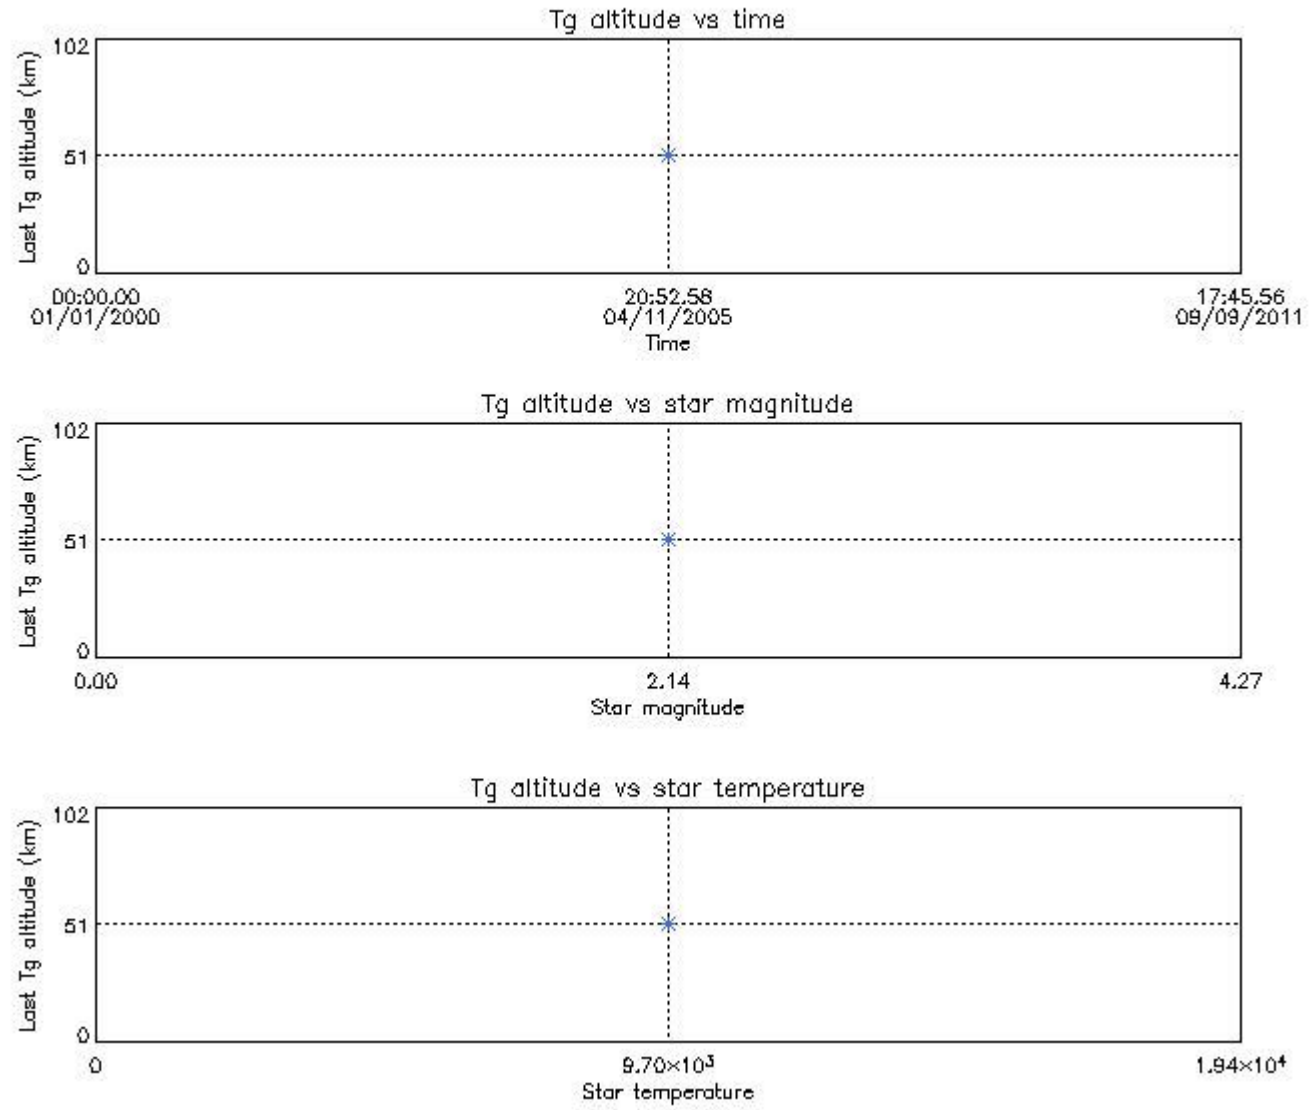 Tg altitude vs time
Last Tg altitude (km)
102
51
0
00:00.00 20:52.58 17:45.56
01/01/2000 04/11/2005 09/09/2011
Time
Tg altitude vs star magnitude
Last Tg altitude (km)
102
51
0
0.00 2.14 4.27
Star magnitude
Tg altitude vs star temperature
Last Tg altitude (km)
102
51
0
0 9.70×10³ 1.94×10⁴
Star temperature